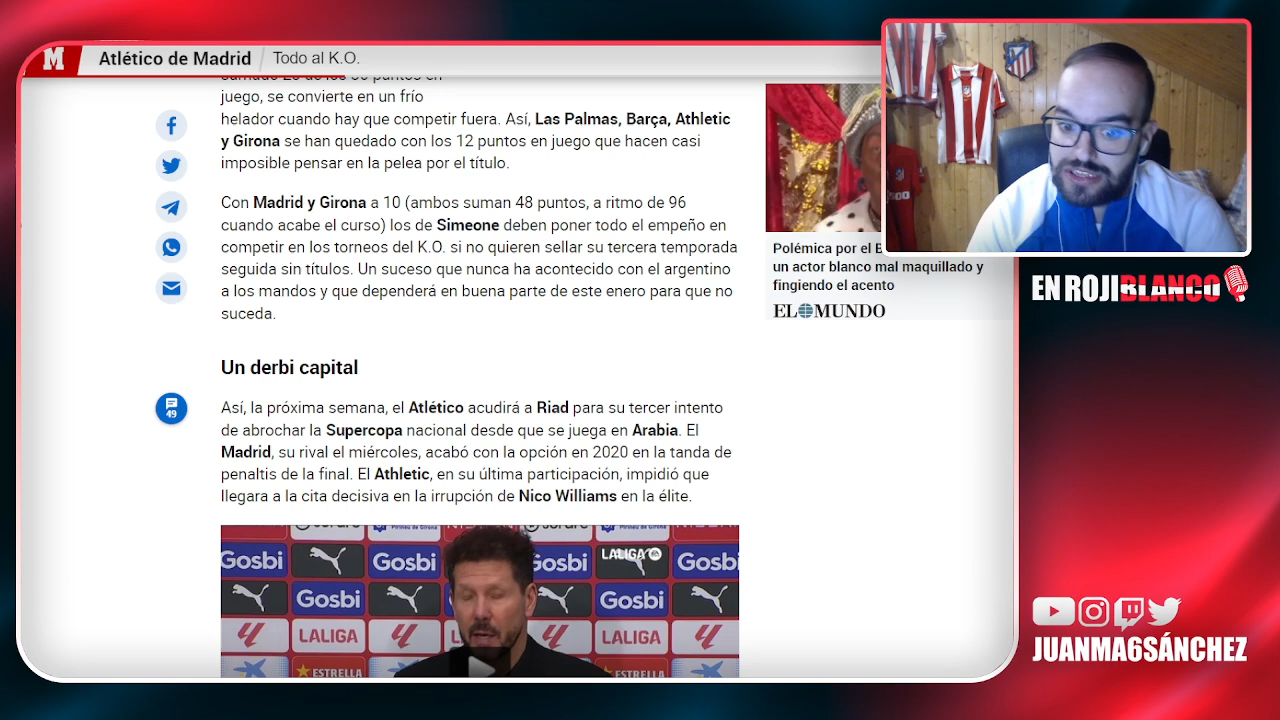 Atlético de Madrid
Todo al K.O.
juego, se convierte en un frío
helador cuando hay que competir fuera. Así, Las Palmas, Barça, Athletic
y Girona se han quedado con los 12 puntos en juego que hacen casi
imposible pensar en la pelea por el título.
Con Madrid y Girona a 10 (ambos suman 48 puntos, a ritmo de 96
cuando acabe el curso) los de Simeone deben poner todo el empeño en
competir en los torneos del K.O. si no quieren sellar su tercera temporada
seguida sin títulos. Un suceso que nunca ha acontecido con el argentino
a los mandos y que dependerá en buena parte de este enero para que no
suceda.
Un derbi capital
49
Así, la próxima semana, el Atlético acudirá a Riad para su tercer intento
de abrochar la Supercopa nacional desde que se juega en Arabia. El
Madrid, su rival el miércoles, acabó con la opción en 2020 en la tanda de
penaltis de la final. El Athletic, en su última participación, impidió que
llegara a la cita decisiva en la irrupción de Nico Williams en la élite.
LALIGA
Gosbi Gosbi Gosbi Gosbi
Gosbi Gosbi
LALIGA LALIGA
ESTRELLA ESTRELLA
Polémica por el
un actor blanco mal maquillado y
fingiendo el acento
EL MUNDO
EN ROJIBLANCO
JUANMA6SÁNCHEZ